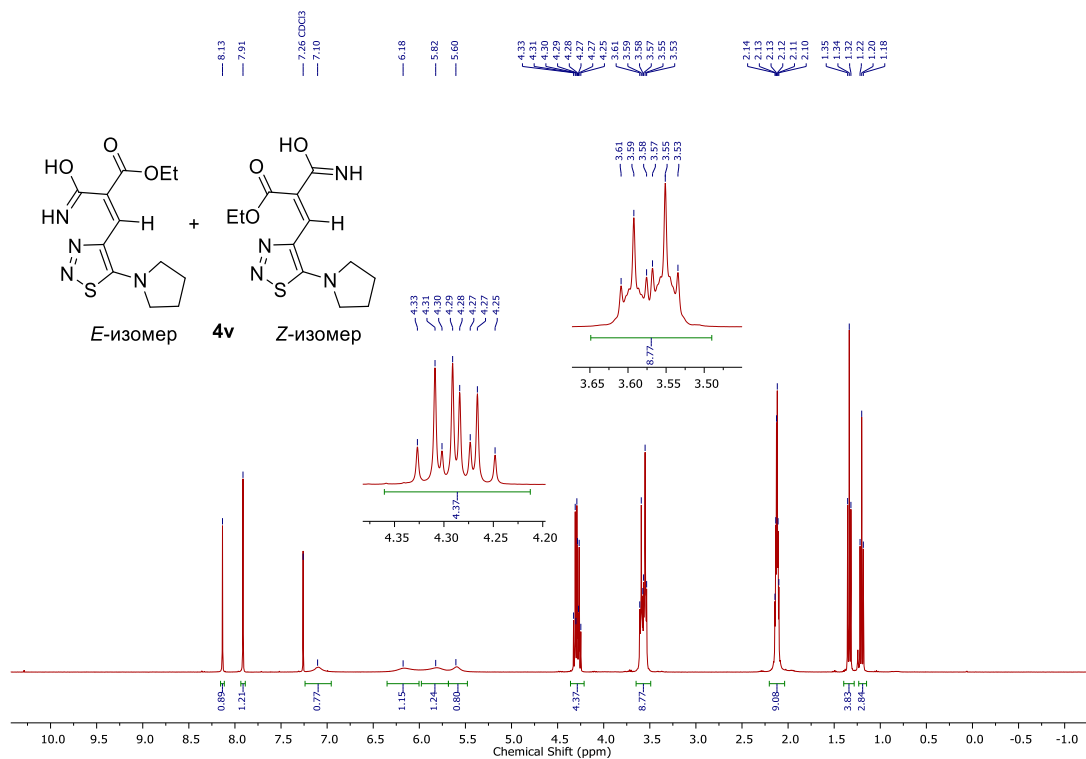 8.13
7.91
7.26 CDCl3
7.10
6.18
5.82
5.60
4.33
4.31
4.30
4.29
4.28
4.27
4.27
4.25
3.61
3.59
3.58
3.57
3.55
3.53
2.14
2.13
2.13
2.12
2.11
2.10
1.35
1.34
1.32
1.22
1.20
1.18
HO
O
OEt
HN
H
N
N
S
N
E-изомер
+
4v
HO
O
NH
EtO
H
N
N
S
N
Z-изомер
4.33
4.31
4.30
4.29
4.28
4.27
4.27
4.25
4.37
4.35 4.30 4.25 4.20
3.61
3.59
3.58
3.57
3.55
3.53
8.77
3.65 3.60 3.55 3.50
0.89
1.21
0.77
1.15
1.24
0.80
4.37
8.77
9.08
3.83
2.84
10.0 9.5 9.0 8.5 8.0 7.5 7.0 6.5 6.0 5.5 5.0 4.5 4.0 3.5 3.0 2.5 2.0 1.5 1.0 0.5 0.0 -0.5 -1.0
Chemical Shift (ppm)